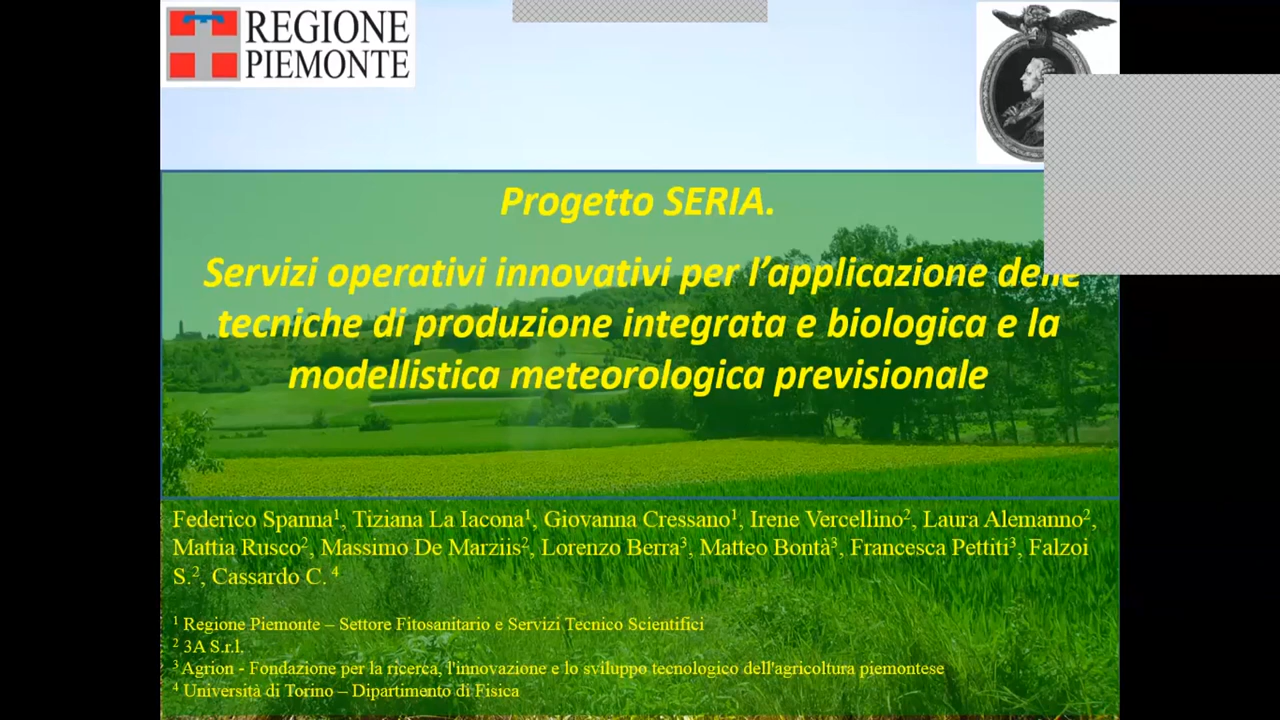 REGIONE
PIEMONTE
Progetto SERIA.
Servizi operativi innovativi per l’applicazione delle
tecniche di produzione integrata e biologica e la
modellistica meteorologica previsionale
Federico Spanna¹, Tiziana La Iacona¹, Giovanna Cressano¹, Irene Vercellino², Laura Alemanno²,
Mattia Rusco², Massimo De Marziis², Lorenzo Berra³, Matteo Bontà³, Francesca Pettiti³, Falzoi
S.², Cassardo C. ⁴
¹ Regione Piemonte – Settore Fitosanitario e Servizi Tecnico Scientifici
² 3A S.r.l.
³ Agrion - Fondazione per la ricerca, l'innovazione e lo sviluppo tecnologico dell'agricoltura piemontese
⁴ Università di Torino – Dipartimento di Fisica